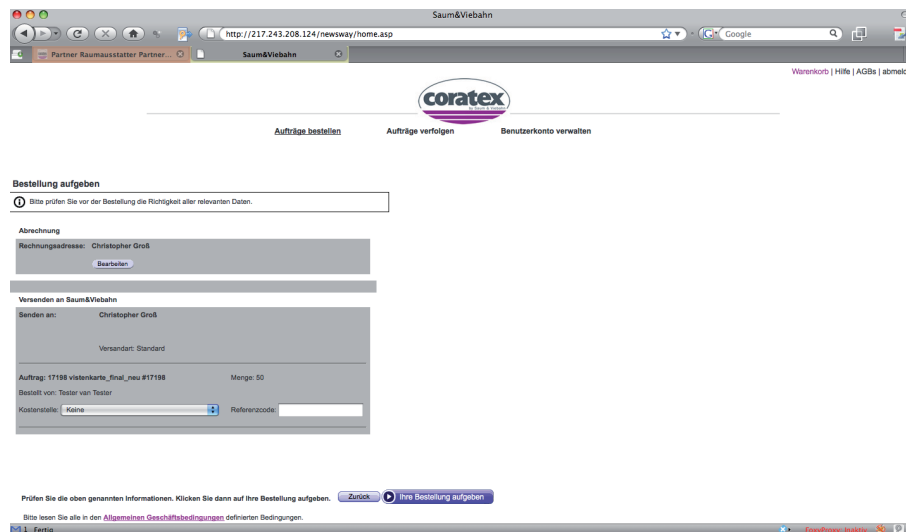 Saum&Viebahn
http://217.243.208.124/newsway/home.asp
Google
Partner Raumausstatter Partner...
Saum&Viebahn
Warenkorb | Hilfe | AGBs | abmeld
coratex
by Saum & Viebahn
Aufträge bestellen
Aufträge verfolgen
Benutzerkonto verwalten
Bestellung aufgeben
Bitte prüfen Sie vor der Bestellung die Richtigkeit aller relevanten Daten.
Abrechnung
Rechnungsadresse: Christopher Groß
Bearbeiten
Versenden an Saum&Viebahn
Senden an: Christopher Groß
Versandart: Standard
Auftrag: 17198 vistenkarte_final_neu #17198 Menge: 50
Bestellt von: Tester van Tester
Kostenstelle: Keine Referenzcode:
Prüfen Sie die oben genannten Informationen. Klicken Sie dann auf Ihre Bestellung aufgeben. Zurück Ihre Bestellung aufgeben
Bitte lesen Sie alle in den Allgemeinen Geschäftsbedingungen definierten Bedingungen.
1 Fertig
FoxyProxy: Inaktiv